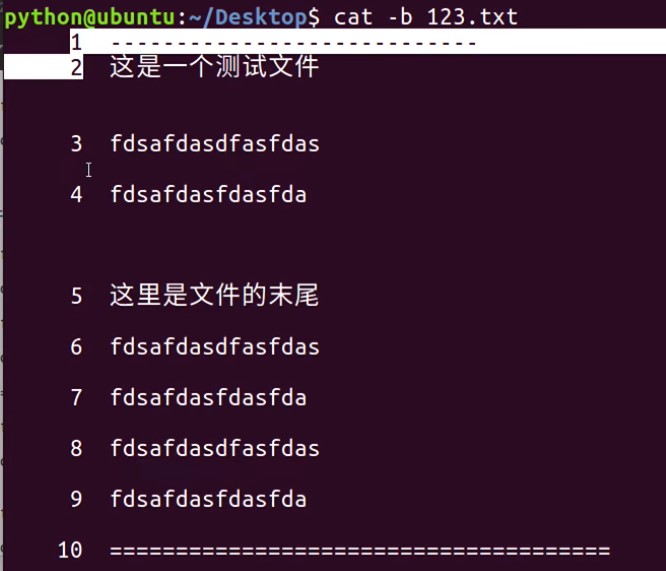 python@ubuntu:~/Desktop$ cat -b 123.txt
1 ----------------------------
2 这是一个测试文件
3 fdsafdasdfasfdas
4 fdsafdasfdasfda
5 这里是文件的末尾
6 fdsafdasdfasfdas
7 fdsafdasfdasfda
8 fdsafdasdfasfdas
9 fdsafdasfdasfda
10 ======================================